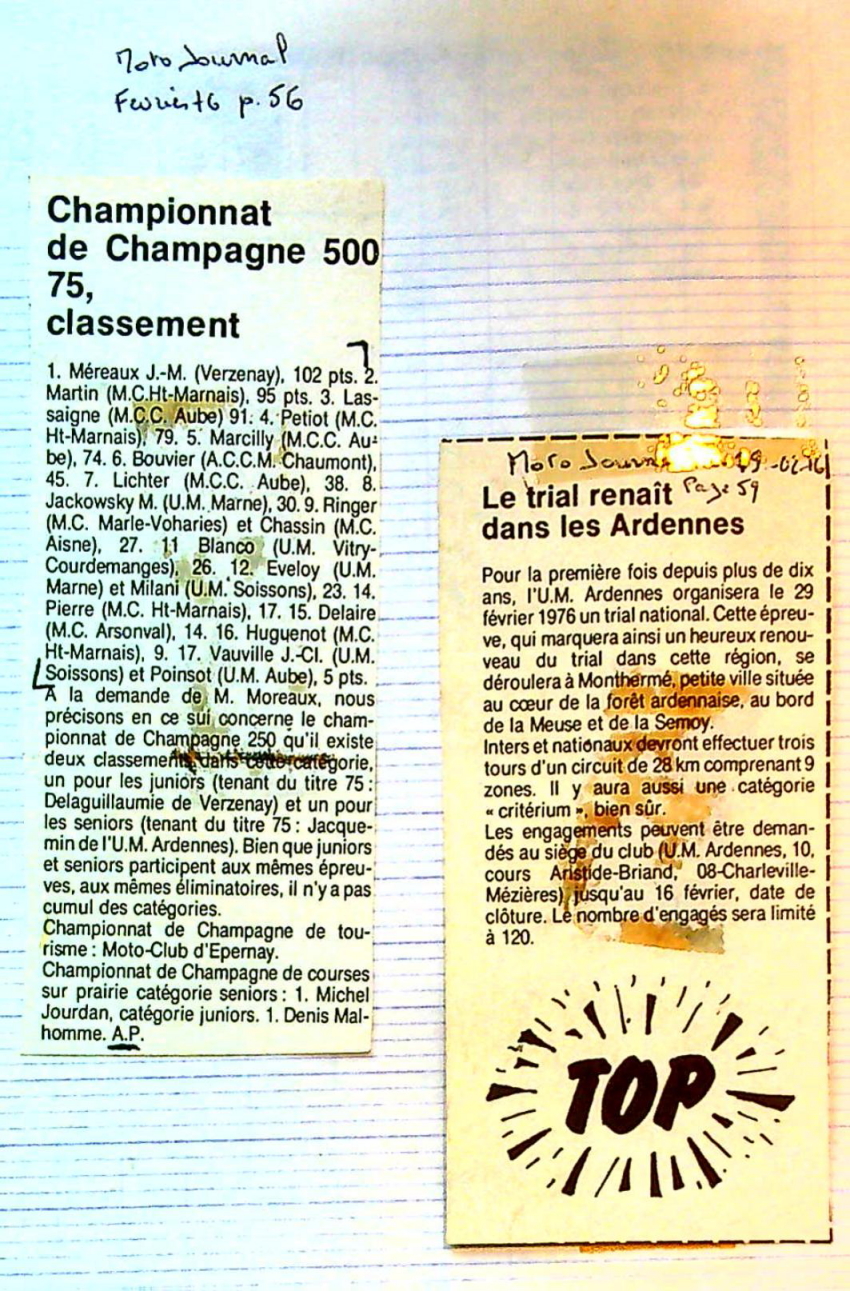 Moto Journal
Fevrier 76 p. 56
Championnat
de Champagne 500
75,
classement
1. Méreaux J.-M. (Verzenay), 102 pts. 2.
Martin (M.C.Ht-Marnais), 95 pts. 3. Las-
saigne (M.C.C. Aube) 91. 4. Petiot (M.C.
Ht-Marnais), 79. 5. Marcilly (M.C.C. Au-
be), 74. 6. Bouvier (A.C.C.M. Chaumont),
45. 7. Lichter (M.C.C. Aube), 38. 8.
Jackowsky M. (U.M. Marne), 30. 9. Ringer
(M.C. Marle-Voharies) et Chassin (M.C.
Aisne), 27. 11 Blanco (U.M. Vitry-
Courdemanges), 26. 12. Eveloy (U.M.
Marne) et Milani (U.M. Soissons), 23. 14.
Pierre (M.C. Ht-Marnais), 17. 15. Delaire
(M.C. Arsonval), 14. 16. Huguenot (M.C.
Ht-Marnais), 9. 17. Vauville J.-Cl. (U.M.
Soissons) et Poinsot (U.M. Aube), 5 pts.
A la demande de M. Moreaux, nous
précisons en ce sui concerne le cham-
pionnat de Champagne 250 qu'il existe
deux classements dans cette catégorie,
un pour les juniors (tenant du titre 75 :
Delaguillaumie de Verzenay) et un pour
les seniors (tenant du titre 75 : Jacque-
min de l'U.M. Ardennes). Bien que juniors
et seniors participent aux mêmes épreu-
ves, aux mêmes éliminatoires, il n'y a pas
cumul des catégories.
Championnat de Champagne de tou-
risme : Moto-Club d'Epernay.
Championnat de Champagne de courses
sur prairie catégorie seniors : 1. Michel
Jourdan, catégorie juniors. 1. Denis Mal-
homme. A.P.
Moto Journal
Page 59
Le trial renaît
dans les Ardennes
Pour la première fois depuis plus de dix
ans, l'U.M. Ardennes organisera le 29
février 1976 un trial national. Cette épreu-
ve, qui marquera ainsi un heureux renou-
veau du trial dans cette région, se
déroulera à Monthermé, petite ville située
au cœur de la forêt ardennaise, au bord
de la Meuse et de la Semoy.
Inters et nationaux devront effectuer trois
tours d'un circuit de 28 km comprenant 9
zones. Il y aura aussi une catégorie
« critérium », bien sûr.
Les engagements peuvent être deman-
dés au siège du club (U.M. Ardennes, 10,
cours Aristide-Briand, 08-Charleville-
Mézières) jusqu'au 16 février, date de
clôture. Le nombre d'engagés sera limité
à 120.
TOP